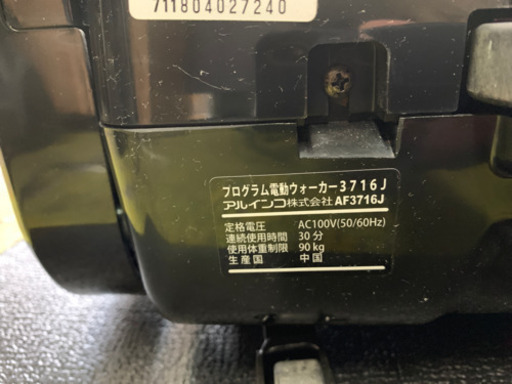 711804027240
プログラム電動ウォーカー3716J
アルインコ株式会社 AF3716J
定格電圧 AC100V(50/60Hz)
連続使用時間 30分
使用体重制限 90kg
生産国 中国